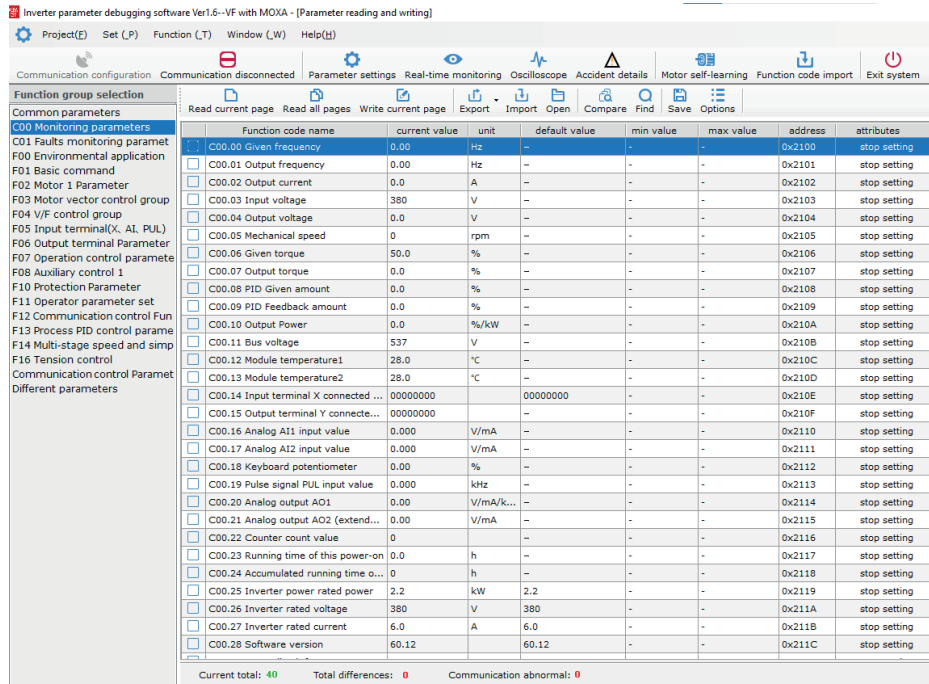 Inverter parameter debugging software Ver1.6--VF with MOXA - [Parameter reading and writing]
Project(F) Set (_P) Function (_T) Window (_W) Help(H)
Communication configuration Communication disconnected Parameter settings Real-time monitoring Oscilloscope Accident details Motor self-learning Function code import Exit system
Function group selection
Common parameters
C00 Monitoring parameters
C01 Faults monitoring paramet
F00 Environmental application
F01 Basic command
F02 Motor 1 Parameter
F03 Motor vector control group
F04 V/F control group
F05 Input terminal(X、AI、PUL)
F06 Output terminal Parameter
F07 Operation control paramete
F08 Auxiliary control 1
F10 Protection Parameter
F11 Operator parameter set
F12 Communication control Fun
F13 Process PID control parame
F14 Multi-stage speed and simp
F16 Tension control
Communication control Paramet
Different parameters
Read current page Read all pages Write current page Export Import Open Compare Find Save Options
Function code name current value unit default value min value max value address attributes
C00.00 Given frequency 0.00 Hz - - - 0x2100 stop setting
C00.01 Output frequency 0.00 Hz - - - 0x2101 stop setting
C00.02 Output current 0.0 A - - - 0x2102 stop setting
C00.03 Input voltage 380 V - - - 0x2103 stop setting
C00.04 Output voltage 0.0 V - - - 0x2104 stop setting
C00.05 Mechanical speed 0 rpm - - - 0x2105 stop setting
C00.06 Given torque 50.0 % - - - 0x2106 stop setting
C00.07 Output torque 0.0 % - - - 0x2107 stop setting
C00.08 PID Given amount 0.0 % - - - 0x2108 stop setting
C00.09 PID Feedback amount 0.0 % - - - 0x2109 stop setting
C00.10 Output Power 0.0 %/kW - - - 0x210A stop setting
C00.11 Bus voltage 537 V - - - 0x210B stop setting
C00.12 Module temperature1 28.0 ℃ - - - 0x210C stop setting
C00.13 Module temperature2 28.0 ℃ - - - 0x210D stop setting
C00.14 Input terminal X connected ... 00000000 00000000 - - 0x210E stop setting
C00.15 Output terminal Y connecte... 00000000 - - - 0x210F stop setting
C00.16 Analog AI1 input value 0.000 V/mA - - - 0x2110 stop setting
C00.17 Analog AI2 input value 0.000 V/mA - - - 0x2111 stop setting
C00.18 Keyboard potentiometer 0.00 % - - - 0x2112 stop setting
C00.19 Pulse signal PUL input value 0.000 kHz - - - 0x2113 stop setting
C00.20 Analog output AO1 0.00 V/mA/k... - - - 0x2114 stop setting
C00.21 Analog output AO2 (extend... 0.00 V/mA - - - 0x2115 stop setting
C00.22 Counter count value 0 - - - 0x2116 stop setting
C00.23 Running time of this power-on 0.0 h - - - 0x2117 stop setting
C00.24 Accumulated running time o... 0 h - - - 0x2118 stop setting
C00.25 Inverter power rated power 2.2 kW 2.2 - - 0x2119 stop setting
C00.26 Inverter rated voltage 380 V 380 - - 0x211A stop setting
C00.27 Inverter rated current 6.0 A 6.0 - - 0x211B stop setting
C00.28 Software version 60.12 60.12 - - 0x211C stop setting
Current total: 40 Total differences: 0 Communication abnormal: 0